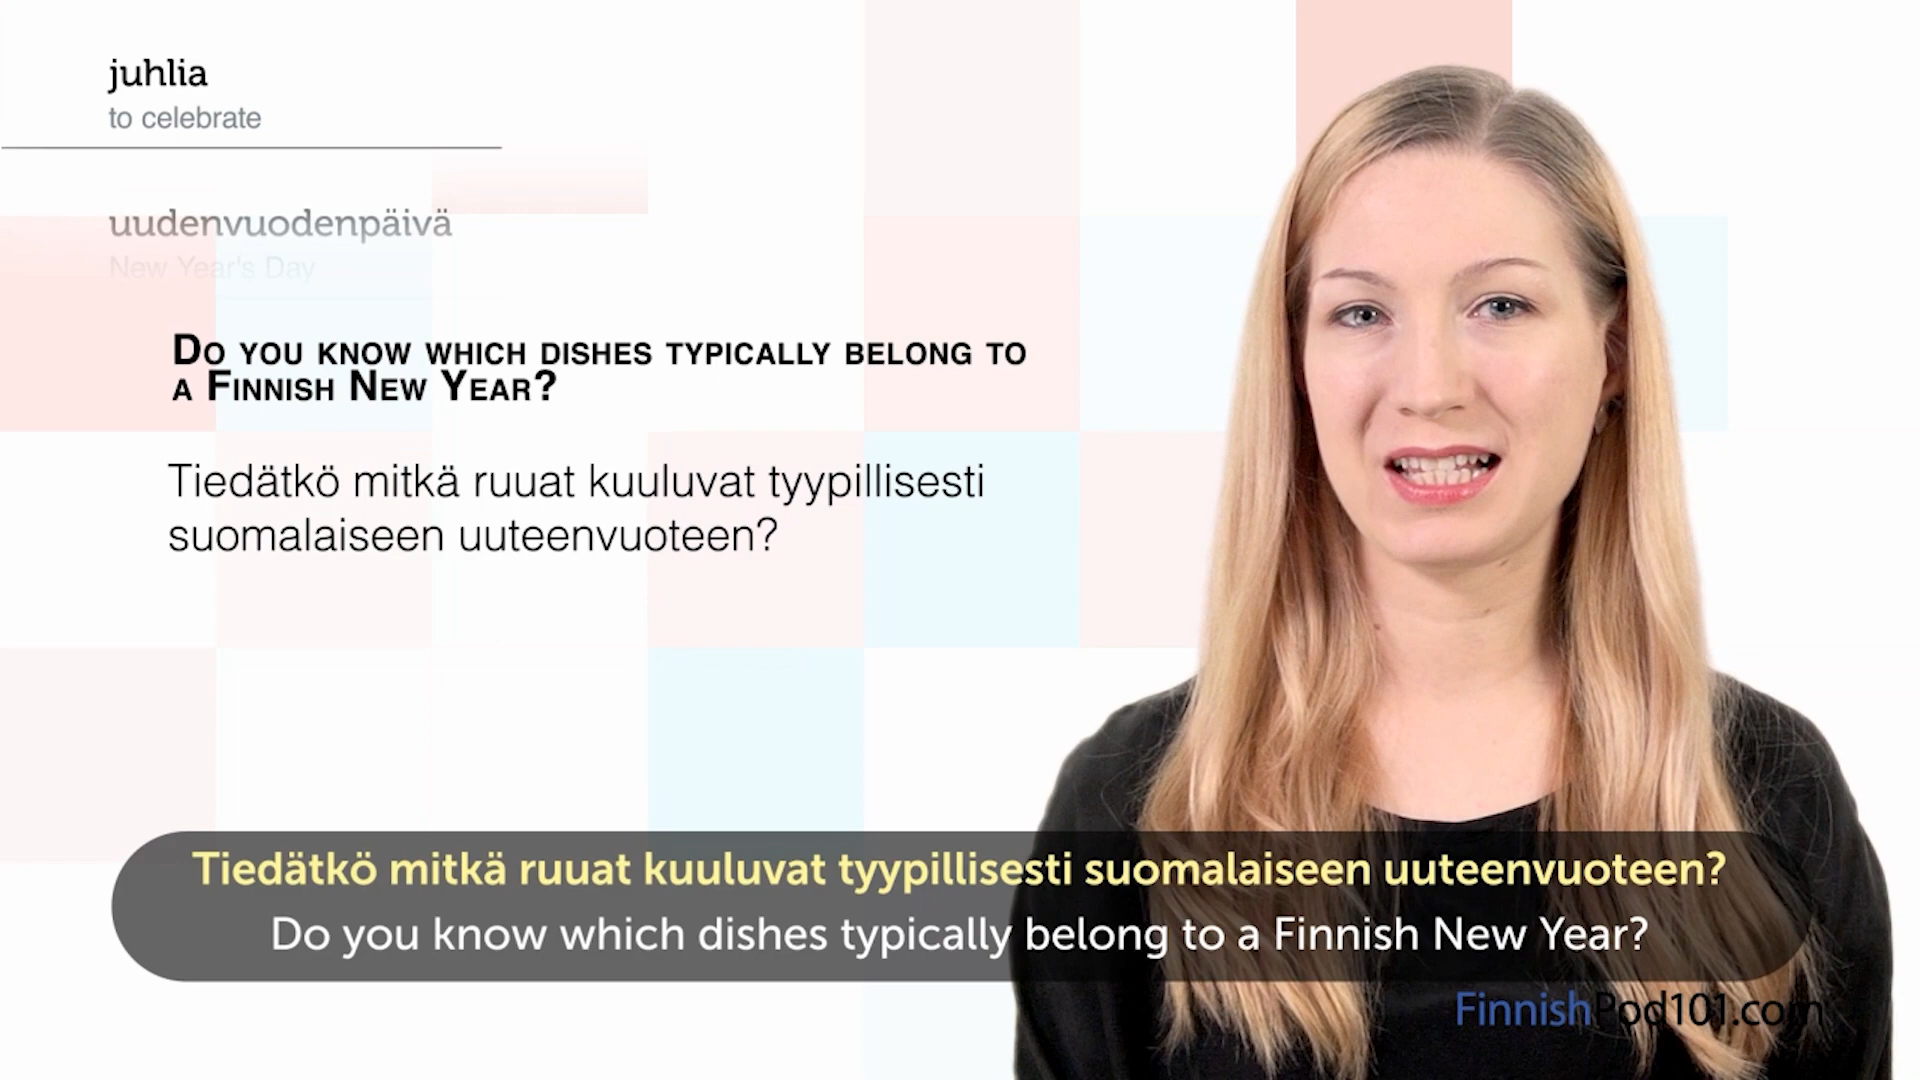 juhlia
to celebrate
uudenvuodenpäivä
New Year's Day
Do you know which dishes typically belong to
a Finnish New Year?
Tiedätkö mitkä ruuat kuuluvat tyypillisesti
suomalaiseen uuteenvuoteen?
Tiedätkö mitkä ruuat kuuluvat tyypillisesti suomalaiseen uuteenvuoteen?
Do you know which dishes typically belong to a Finnish New Year?
FinnishPod101.com